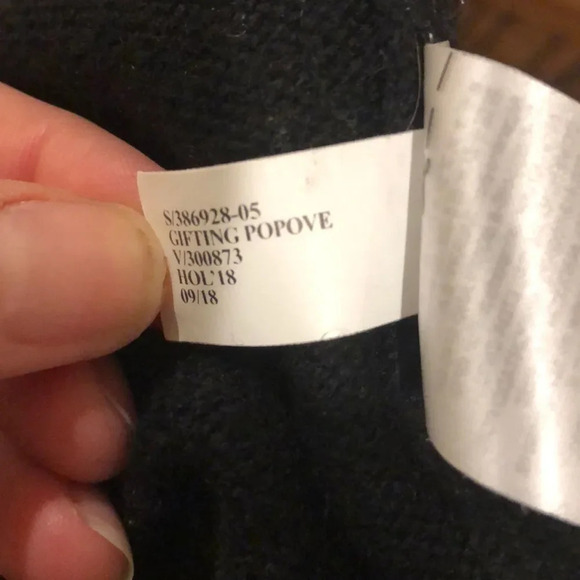 S/386928-05
GIFTING POPOVE
V/300873
HOL'18
09/18